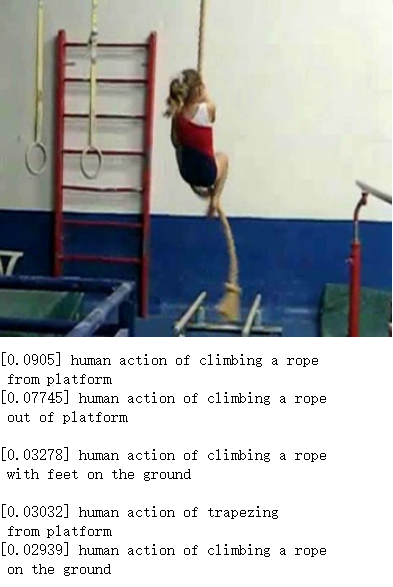 [0.0905] human action of climbing a rope
from platform
[0.07745] human action of climbing a rope
out of platform
[0.03278] human action of climbing a rope
with feet on the ground
[0.03032] human action of trapezing
from platform
[0.02939] human action of climbing a rope
on the ground